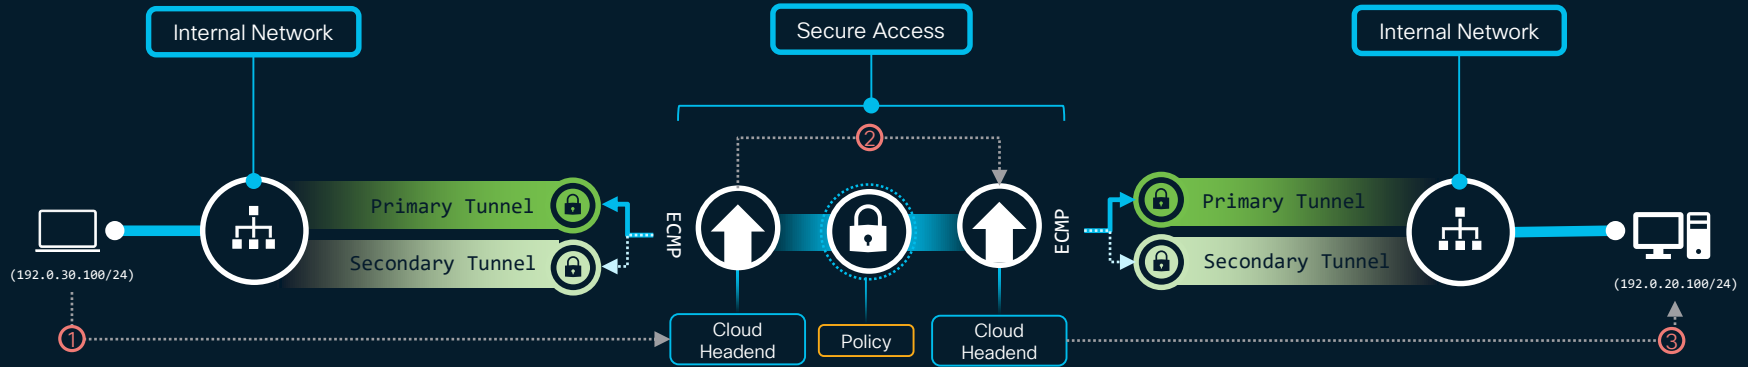 Internal Network
Secure Access
Internal Network
2
Primary Tunnel
Secondary Tunnel
ECMP
ECMP
Primary Tunnel
Secondary Tunnel
(192.0.30.100/24)
(192.0.20.100/24)
1
Cloud
Headend
Policy
Cloud
Headend
3